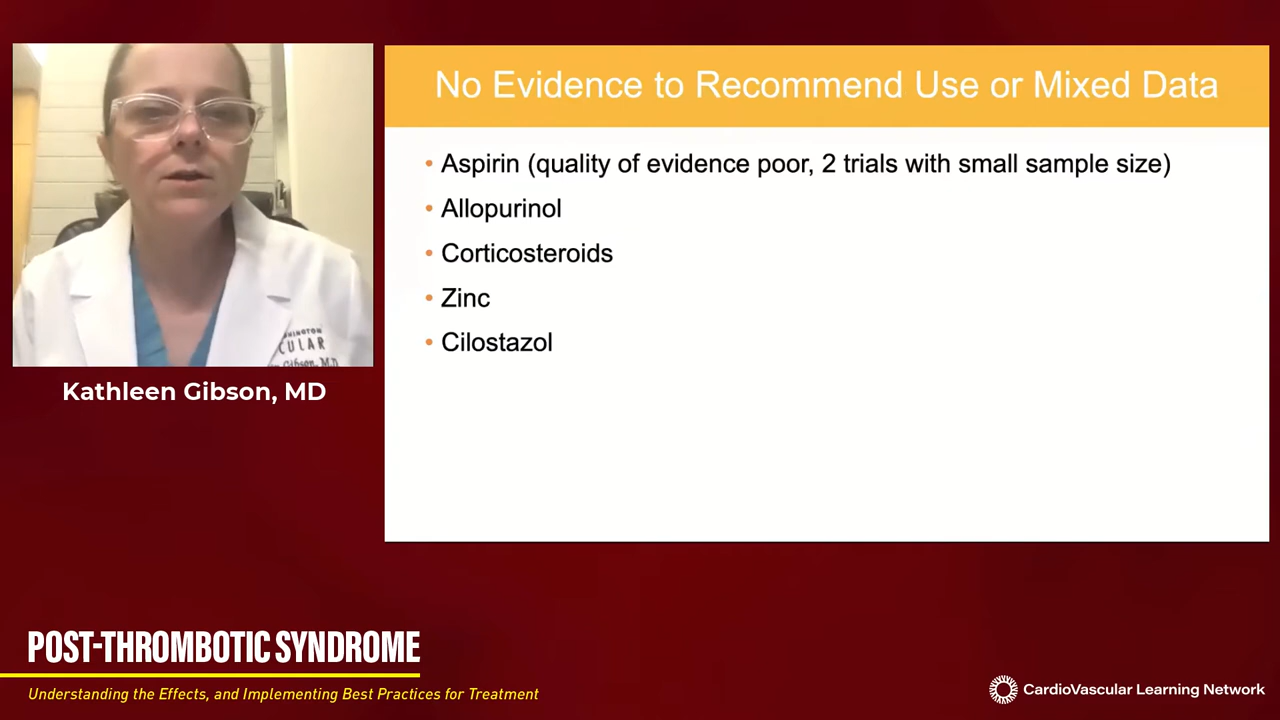 No Evidence to Recommend Use or Mixed Data
• Aspirin (quality of evidence poor, 2 trials with small sample size)
• Allopurinol
• Corticosteroids
• Zinc
• Cilostazol
CULAR
Gibson, M.D.
Kathleen Gibson, MD
POST-THROMBOTIC SYNDROME
Understanding the Effects, and Implementing Best Practices for Treatment
CardioVascular Learning Network